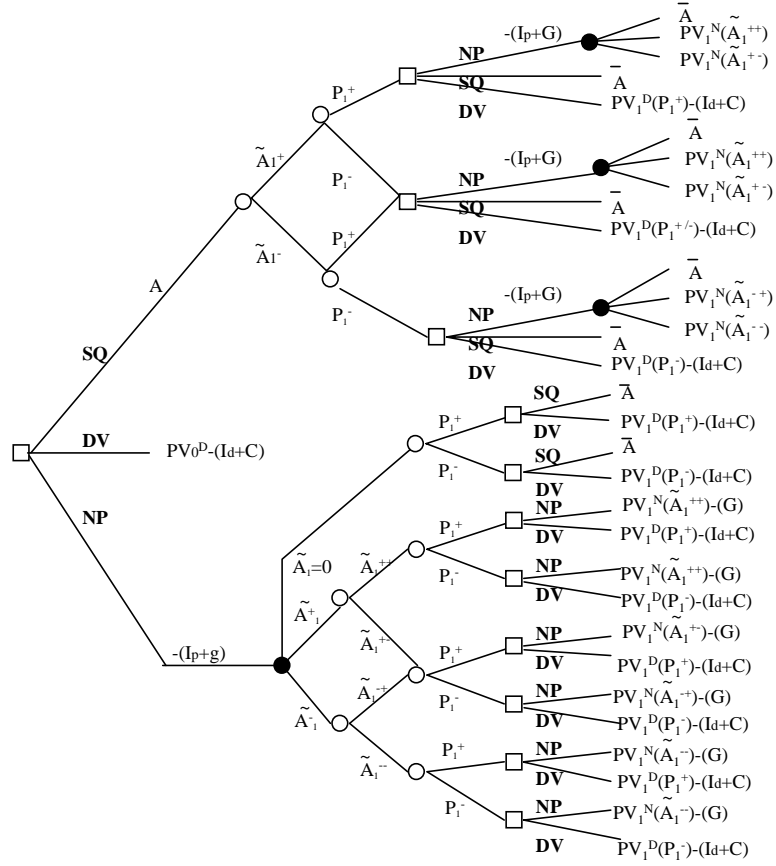 A̅
-(Ip+G)
PV₁ᴺ(Ã₁⁺⁺)
NP
PV₁ᴺ(Ã₁⁺⁻)
P₁⁺
SQ
A̅
DV
PV₁ᴰ(P₁⁺)-(Id+C)
Ã1⁺
A̅
-(Ip+G)
PV₁ᴺ(Ã₁⁺⁺)
P₁⁻
NP
PV₁ᴺ(Ã₁⁺⁻)
SQ
A̅
P₁⁺
DV
PV₁ᴰ(P₁⁺ᐟ⁻)-(Id+C)
Ã1⁻
A̅
A
-(Ip+G)
PV₁ᴺ(Ã₁⁻⁺)
P₁⁻
NP
PV₁ᴺ(Ã₁⁻⁻)
SQ
A̅
SQ
DV
PV₁ᴰ(P₁⁻)-(Id+C)
SQ
A̅
P₁⁺
DV
PV₁ᴰ(P₁⁺)-(Id+C)
DV
PV0ᴰ-(Id+C)
SQ
A̅
P₁⁻
DV
PV₁ᴰ(P₁⁻)-(Id+C)
NP
NP
PV₁ᴺ(Ã₁⁺⁺)-(G)
P₁⁺
DV
PV₁ᴰ(P₁⁺)-(Id+C)
Ã₁=0
Ã₁⁺⁺
P₁⁻
NP
PV₁ᴺ(Ã₁⁺⁺)-(G)
DV
PV₁ᴰ(P₁⁻)-(Id+C)
Ã⁺₁
Ã₁⁺⁻
NP
PV₁ᴺ(Ã₁⁺⁻)-(G)
P₁⁺
DV
PV₁ᴰ(P₁⁺)-(Id+C)
-(Ip+g)
Ã₁⁻⁺
P₁⁻
NP
PV₁ᴺ(Ã₁⁻⁺)-(G)
DV
PV₁ᴰ(P₁⁻)-(Id+C)
Ã⁻₁
Ã₁⁻⁻
P₁⁺
NP
PV₁ᴺ(Ã₁⁻⁻)-(G)
DV
PV₁ᴰ(P₁⁺)-(Id+C)
P₁⁻
NP
PV₁ᴺ(Ã₁⁻⁻)-(G)
DV
PV₁ᴰ(P₁⁻)-(Id+C)